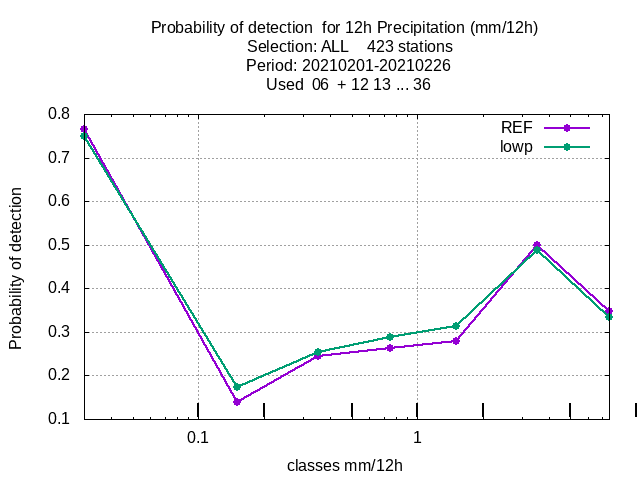 Probability of detection  for 12h Precipitation (mm/12h)
Selection: ALL    423 stations
Period: 20210201-20210226
Used  06  + 12 13 ... 36
REF
lowp
0.8
0.7
0.6
0.5
0.4
0.3
0.2
0.1
Probability of detection
0.1
1
classes mm/12h